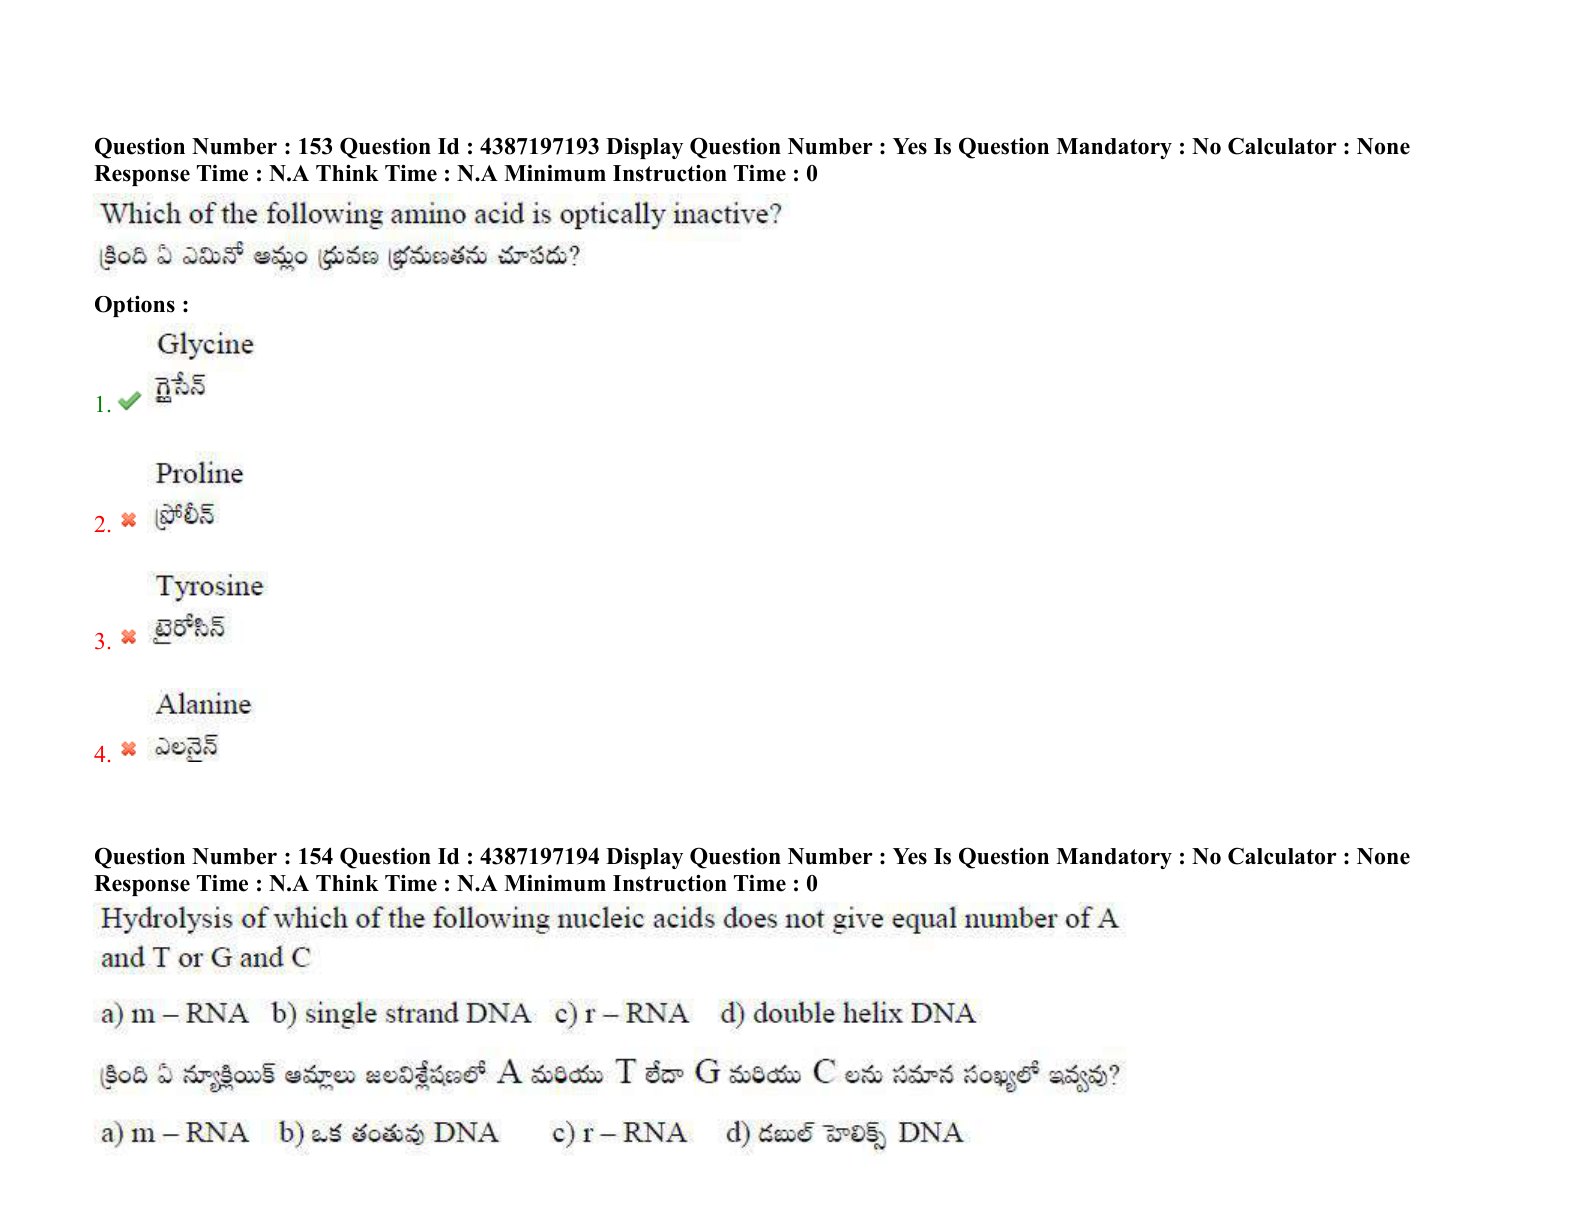 Question Number : 153 Question Id : 4387197193 Display Question Number : Yes Is Question Mandatory : No Calculator : None
Response Time : N.A Think Time : N.A Minimum Instruction Time : 0
Which of the following amino acid is optically inactive?
క్రింది ఏ ఎమినో ఆమ్లం ధ్రువణ భ్రమణతను చూపదు?
Options :
Glycine
గ్లైసేన్
1.
Proline
ప్రోలీన్
2.
Tyrosine
టైరోసిన్
3.
Alanine
ఎలనైన్
4.
Question Number : 154 Question Id : 4387197194 Display Question Number : Yes Is Question Mandatory : No Calculator : None
Response Time : N.A Think Time : N.A Minimum Instruction Time : 0
Hydrolysis of which of the following nucleic acids does not give equal number of A
and T or G and C
a) m – RNA b) single strand DNA c) r – RNA d) double helix DNA
క్రింది ఏ న్యూక్లియిక్ ఆమ్లాలు జలవిశ్లేషణలో A మరియు T లేదా G మరియు C లను సమాన సంఖ్యలో ఇవ్వవు?
a) m – RNA b) ఒక తంతువు DNA c) r – RNA d) డబుల్ హెలిక్స్ DNA